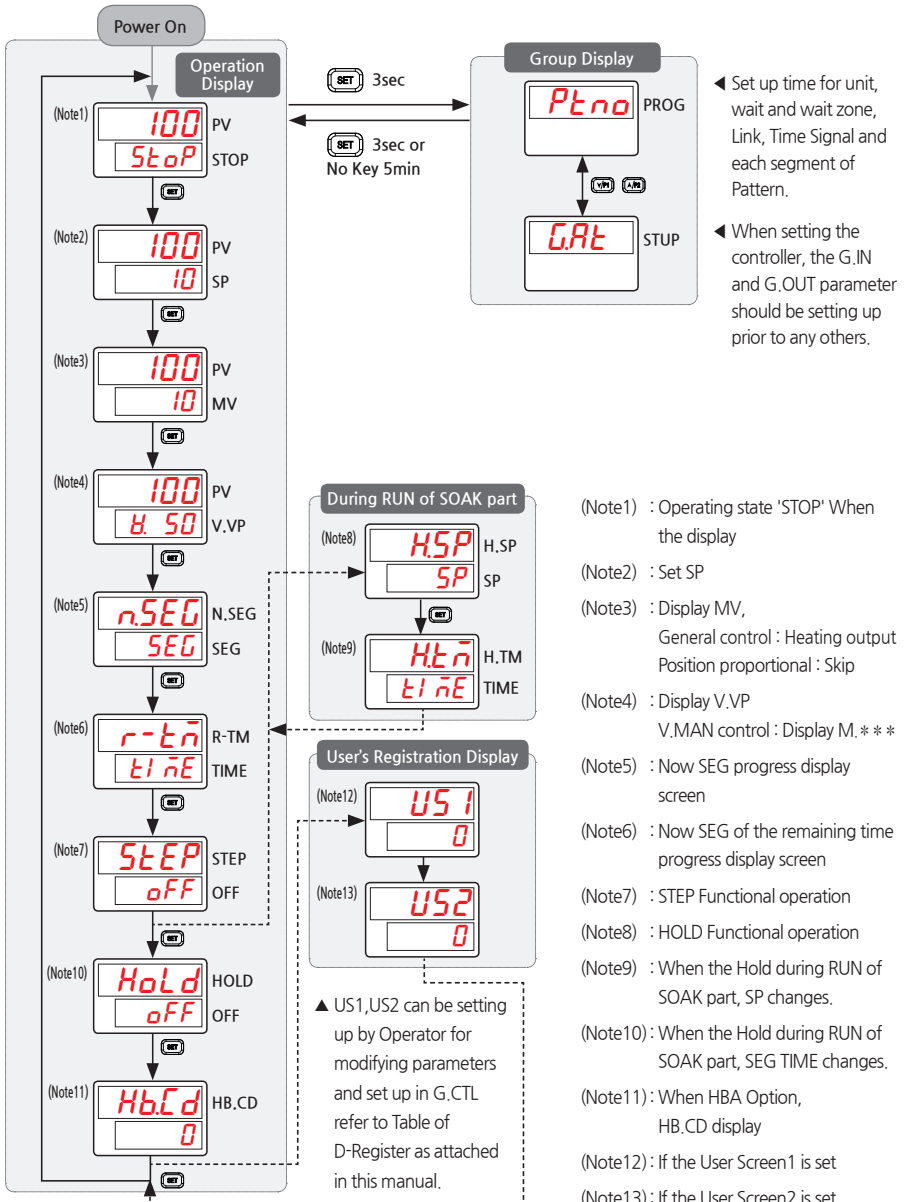 Power On
Operation
Display
(Note1)
100 PV
StoP STOP
SET
(Note2)
100 PV
10 SP
SET
(Note3)
100 PV
10 MV
SET
(Note4)
100 PV
50 V.VP
SET
(Note5)
n.SEG N.SEG
SEG SEG
SET
(Note6)
r-tm R-TM
tImE TIME
SET
(Note7)
StEP STEP
oFF OFF
SET
(Note10)
HoLd HOLD
oFF OFF
SET
(Note11)
Hb.Cd HB.CD
0
SET
SET 3sec
SET 3sec or
No Key 5min
Group Display
Ptno PROG
V/P1 Λ/P2
G.At STUP
◀ Set up time for unit,
wait and wait zone,
Link, Time Signal and
each segment of
Pattern.
◀ When setting the
controller, the G.IN
and G.OUT parameter
should be setting up
prior to any others.
During RUN of SOAK part
(Note8)
H.SP H.SP
SP SP
SET
(Note9)
H.tm H.TM
tImE TIME
User's Registration Display
(Note12)
US1
0
(Note13)
US2
0
▲ US1,US2 can be setting
up by Operator for
modifying parameters
and set up in G.CTL
refer to Table of
D-Register as attached
in this manual.
(Note1) : Operating state 'STOP' When
the display
(Note2) : Set SP
(Note3) : Display MV,
General control : Heating output
Position proportional : Skip
(Note4) : Display V.VP
V.MAN control : Display M.＊＊＊
(Note5) : Now SEG progress display
screen
(Note6) : Now SEG of the remaining time
progress display screen
(Note7) : STEP Functional operation
(Note8) : HOLD Functional operation
(Note9) : When the Hold during RUN of
SOAK part, SP changes.
(Note10) : When the Hold during RUN of
SOAK part, SEG TIME changes.
(Note11) : When HBA Option,
HB.CD display
(Note12) : If the User Screen1 is set
(Note13) : If the User Screen2 is set